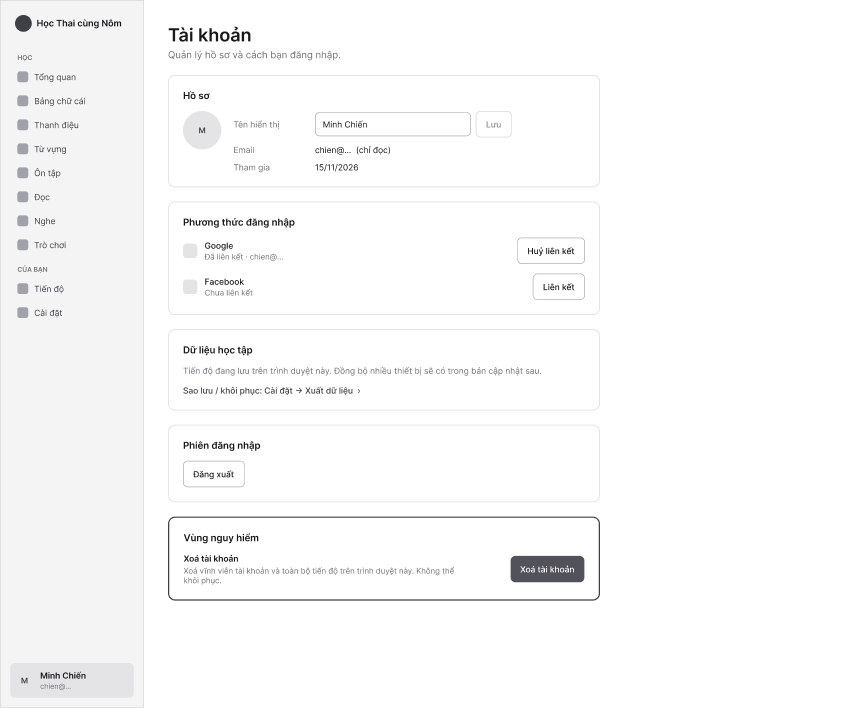 Học Thai cùng Nôm
HỌC
Tổng quan
Bảng chữ cái
Thanh điệu
Từ vựng
Ôn tập
Đọc
Nghe
Trò chơi
CỦA BẠN
Tiến độ
Cài đặt
M
Minh Chiến
chien@...
Tài khoản
Quản lý hồ sơ và cách bạn đăng nhập.
Hồ sơ
M
Tên hiển thị
Minh Chiến
Lưu
Email
chien@... (chỉ đọc)
Tham gia
15/11/2026
Phương thức đăng nhập
Google
Đã liên kết · chien@...
Huỷ liên kết
Facebook
Chưa liên kết
Liên kết
Dữ liệu học tập
Tiến độ đang lưu trên trình duyệt này. Đồng bộ nhiều thiết bị sẽ có trong bản cập nhật sau.
Sao lưu / khôi phục: Cài đặt → Xuất dữ liệu ›
Phiên đăng nhập
Đăng xuất
Vùng nguy hiểm
Xoá tài khoản
Xoá vĩnh viễn tài khoản và toàn bộ tiến độ trên trình duyệt này. Không thể
khôi phục.
Xoá tài khoản